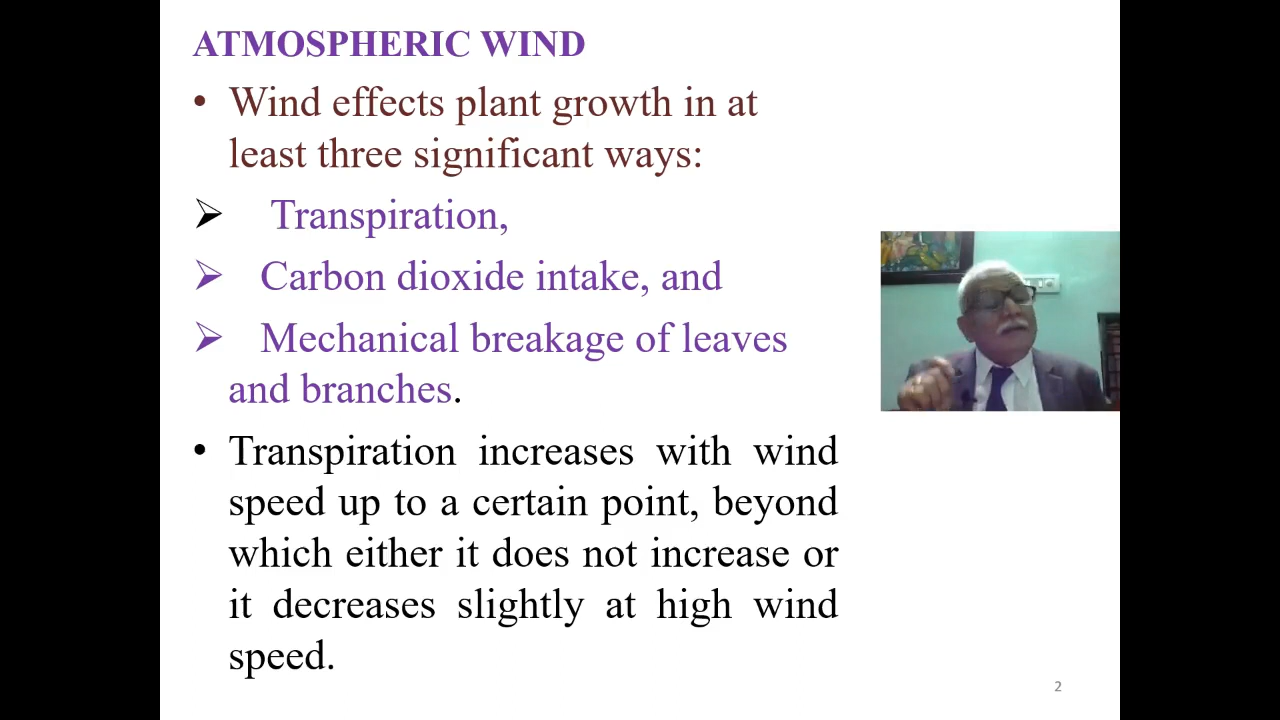 ATMOSPHERIC WIND
• Wind effects plant growth in at
least three significant ways:
➢ Transpiration,
➢ Carbon dioxide intake, and
➢ Mechanical breakage of leaves
and branches.
• Transpiration increases with wind
speed up to a certain point, beyond
which either it does not increase or
it decreases slightly at high wind
speed.
2